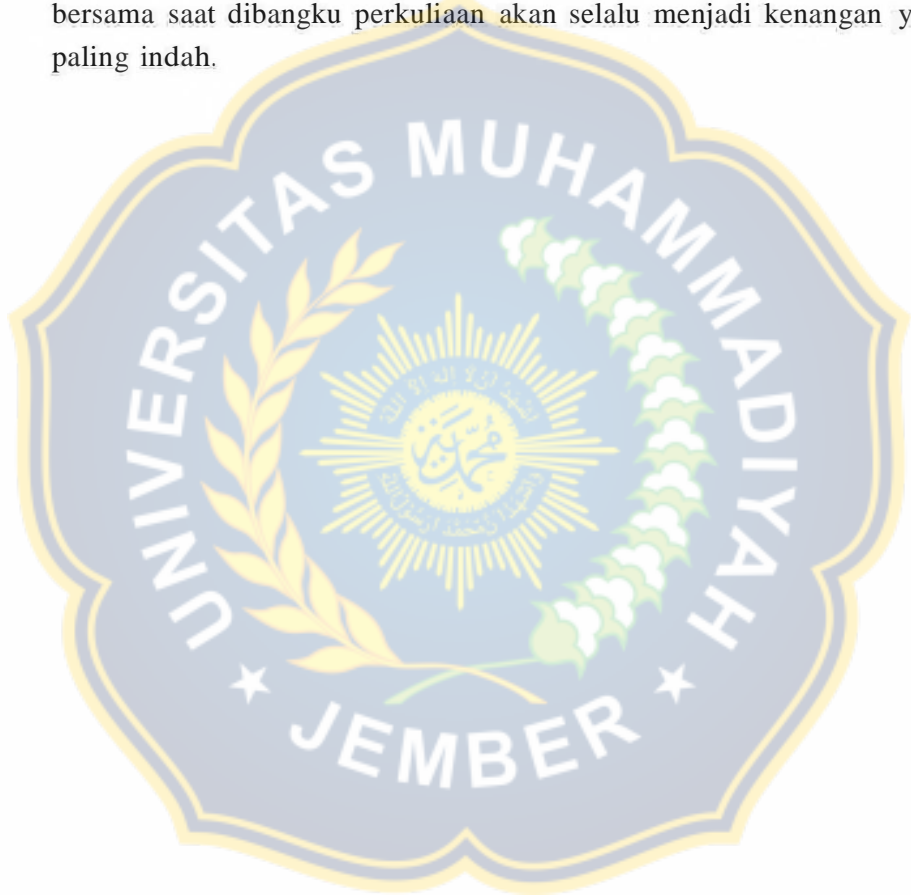 bersama saat dibangku perkuliaan akan selalu menjadi kenangan y
paling indah.
UNIVERSITAS MUHAMMADIYAH
JEMBER